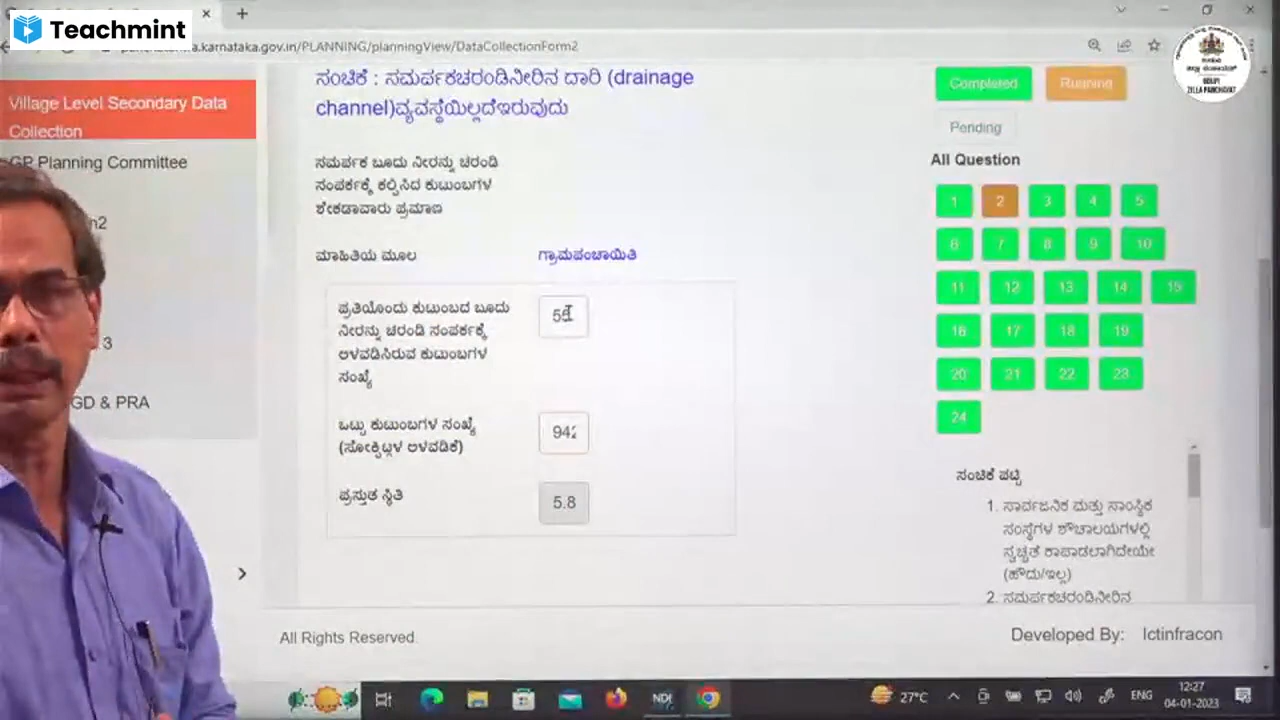 Teachmint
.karnataka.gov.in/PLANNING/planningView/DataCollectionForm2
ಸಂಚಿಕೆ : ಸಮರ್ಪಕಚರಂಡಿನೀರಿನ ದಾರಿ (drainage
channel)ವ್ಯವಸ್ಥೆಯಿಲ್ಲದೆಇರುವುದು
Completed
Running
Pending
ZILLA PANCHAYAT
Village Level Secondary Data
Collection
GP Planning Committee
3
GD & PRA
ಸಮರ್ಪಕ ಬೂದು ನೀರನ್ನು ಚರಂಡಿ
ಸಂಪರ್ಕಕ್ಕೆ ಕಲ್ಪಿಸಿದ ಕುಟುಂಬಗಳ
ಶೇಕಡಾವಾರು ಪ್ರಮಾಣ
ಮಾಹಿತಿಯ ಮೂಲ ಗ್ರಾಮಪಂಚಾಯಿತಿ
ಪ್ರತಿಯೊಂದು ಕುಟುಂಬದ ಬೂದು
ನೀರನ್ನು ಚರಂಡಿ ಸಂಪರ್ಕಕ್ಕೆ
ಅಳವಡಿಸಿರುವ ಕುಟುಂಬಗಳ
ಸಂಖ್ಯೆ
ಒಟ್ಟು ಕುಟುಂಬಗಳ ಸಂಖ್ಯೆ 942
(ಸೋಕ್ಪಿಟ್ಗಳ ಅಳವಡಿಕೆ)
ಪ್ರಸ್ತುತ ಸ್ಥಿತಿ 5.8
All Question
1 2 3 4 5
6 7 8 9 10
11 12 13 14 15
16 17 18 19
20 21 22 23
24
ಸಂಚಿಕೆ ಪಟ್ಟಿ
1. ಸಾರ್ವಜನಿಕ ಮತ್ತು ಸಾಂಸ್ಥಿಕ
ಸಂಸ್ಥೆಗಳ ಶೌಚಾಲಯಗಳಲ್ಲಿ
ಸ್ವಚ್ಛತೆ ಕಾಪಾಡಲಾಗಿದೆಯೇ
(ಹೌದು/ಇಲ್ಲ)
2. ಸಮರ್ಪಕಚರಂಡಿನೀರಿನ
All Rights Reserved.
Developed By: Ictinfracon
27°C
ENG
12:27
04-01-2023